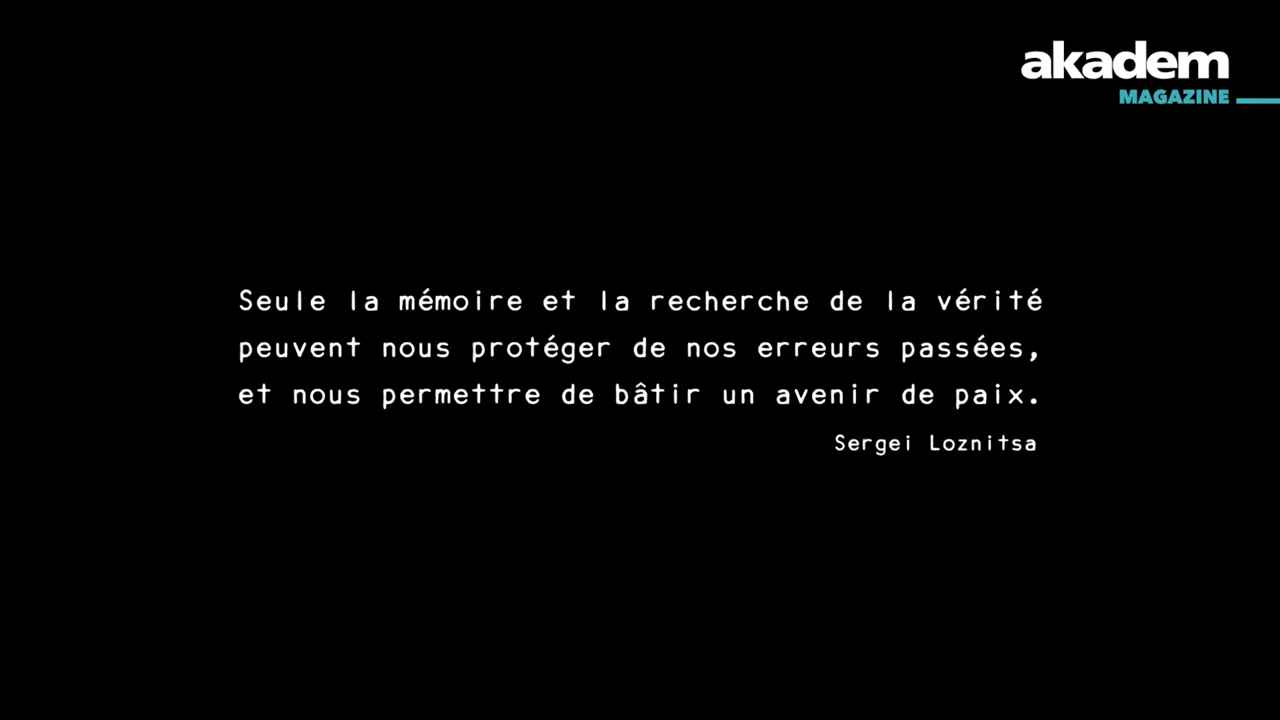 akadem
MAGAZINE
Seule la mémoire et la recherche de la vérité
peuvent nous protéger de nos erreurs passées,
et nous permettre de bâtir un avenir de paix.
Sergei Loznitsa